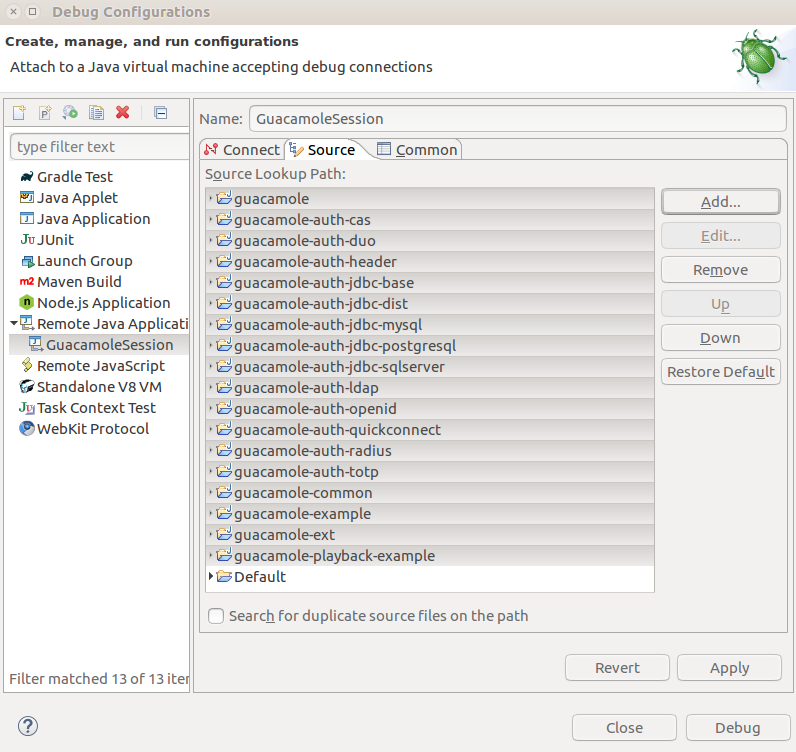 Debug Configurations
Create, manage, and run configurations
Attach to a Java virtual machine accepting debug connections
type filter text
Gradle Test
Java Applet
Java Application
JUnit
Launch Group
m2 Maven Build
Node.js Application
Remote Java Applicati
GuacamoleSession
Remote JavaScript
Standalone V8 VM
Task Context Test
WebKit Protocol
Filter matched 13 of 13 iter
Name: GuacamoleSession
Connect Source Common
Source Lookup Path:
guacamole
guacamole-auth-cas
guacamole-auth-duo
guacamole-auth-header
guacamole-auth-jdbc-base
guacamole-auth-jdbc-dist
guacamole-auth-jdbc-mysql
guacamole-auth-jdbc-postgresql
guacamole-auth-jdbc-sqlserver
guacamole-auth-ldap
guacamole-auth-openid
guacamole-auth-quickconnect
guacamole-auth-radius
guacamole-auth-totp
guacamole-common
guacamole-example
guacamole-ext
guacamole-playback-example
Default
Add...
Edit...
Remove
Up
Down
Restore Default
Search for duplicate source files on the path
Revert Apply
? Close Debug